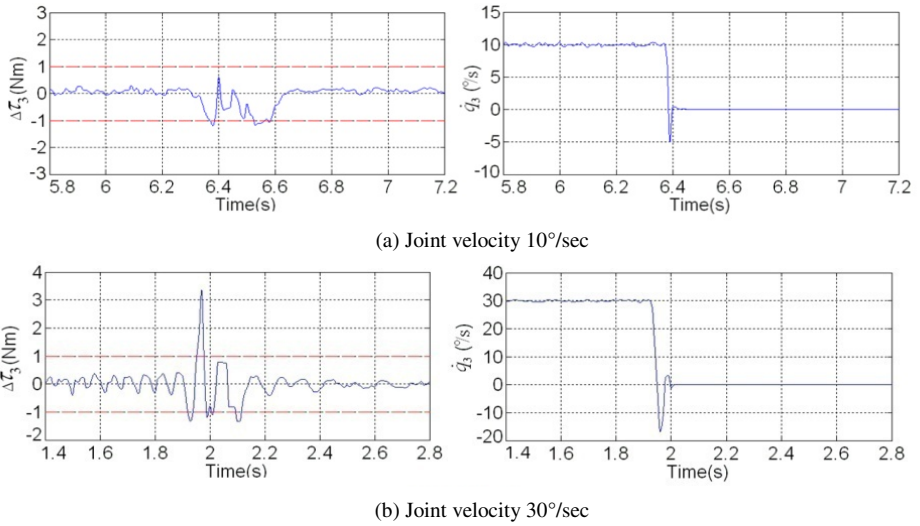 3
2
1
0
-1
-2
-3
Δτ3(Nm)
5.8 6 6.2 6.4 6.6 6.8 7 7.2
Time(s)
15
10
5
0
-5
-10
q̇3 (°/s)
5.8 6 6.2 6.4 6.6 6.8 7 7.2
Time(s)
(a) Joint velocity 10°/sec
4
3
2
1
0
-1
-2
Δτ3(Nm)
1.4 1.6 1.8 2 2.2 2.4 2.6 2.8
Time(s)
40
30
20
10
0
-10
-20
q̇3 (°/s)
1.4 1.6 1.8 2 2.2 2.4 2.6 2.8
Time(s)
(b) Joint velocity 30°/sec